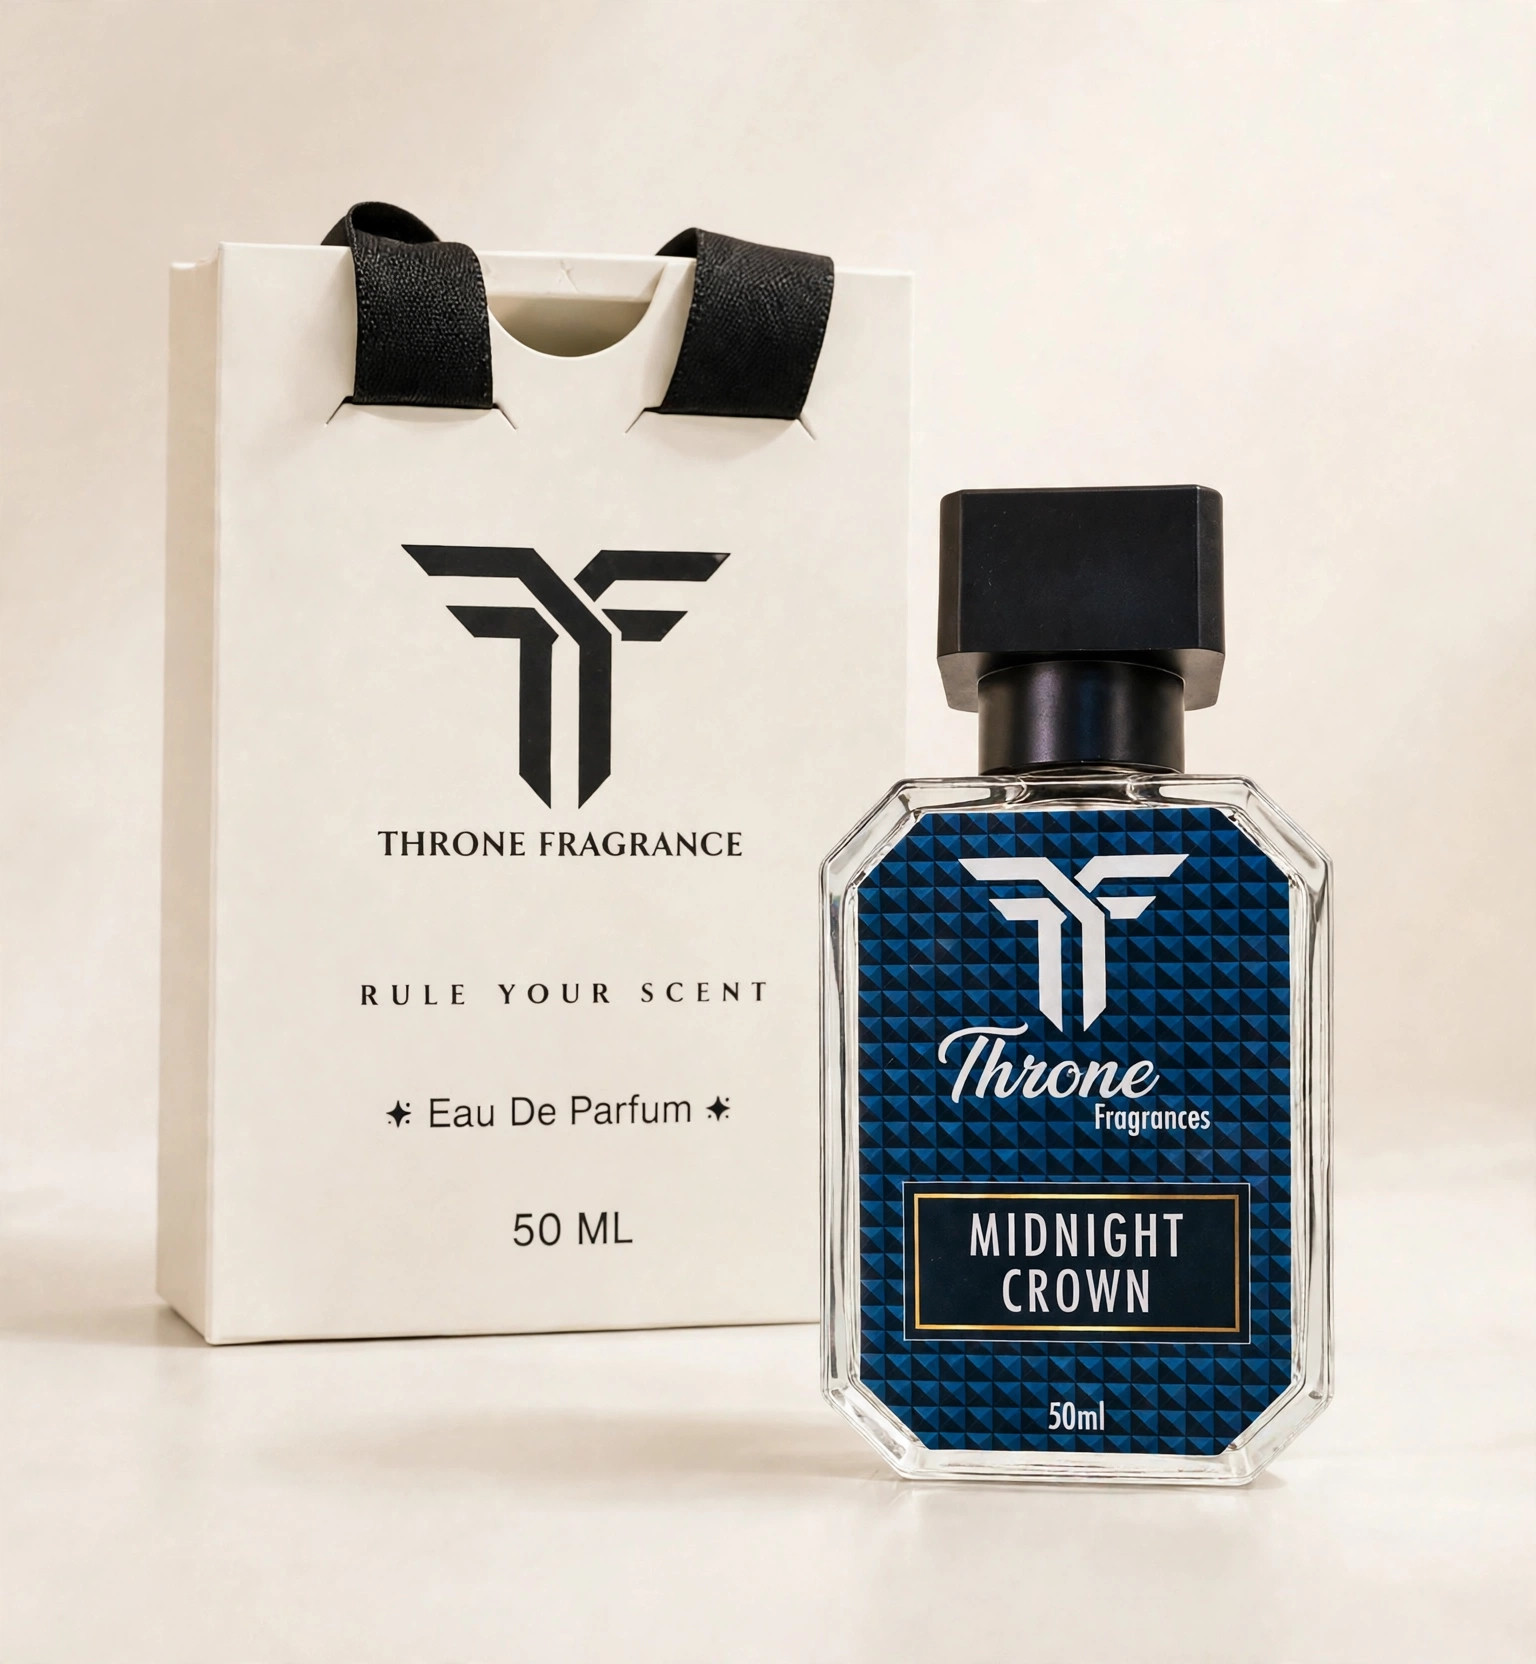 THRONE FRAGRANCE
RULE YOUR SCENT
Eau De Parfum
50 ML
Throne
Fragrances
MIDNIGHT
CROWN
50ml